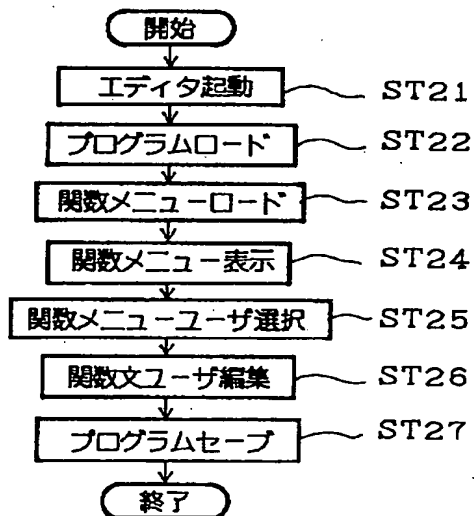 開始
エディタ起動 ST21
プログラムロード ST22
関数メニューロード ST23
関数メニュー表示 ST24
関数メニューユーザ選択 ST25
関数文ユーザ編集 ST26
プログラムセーブ ST27
終了